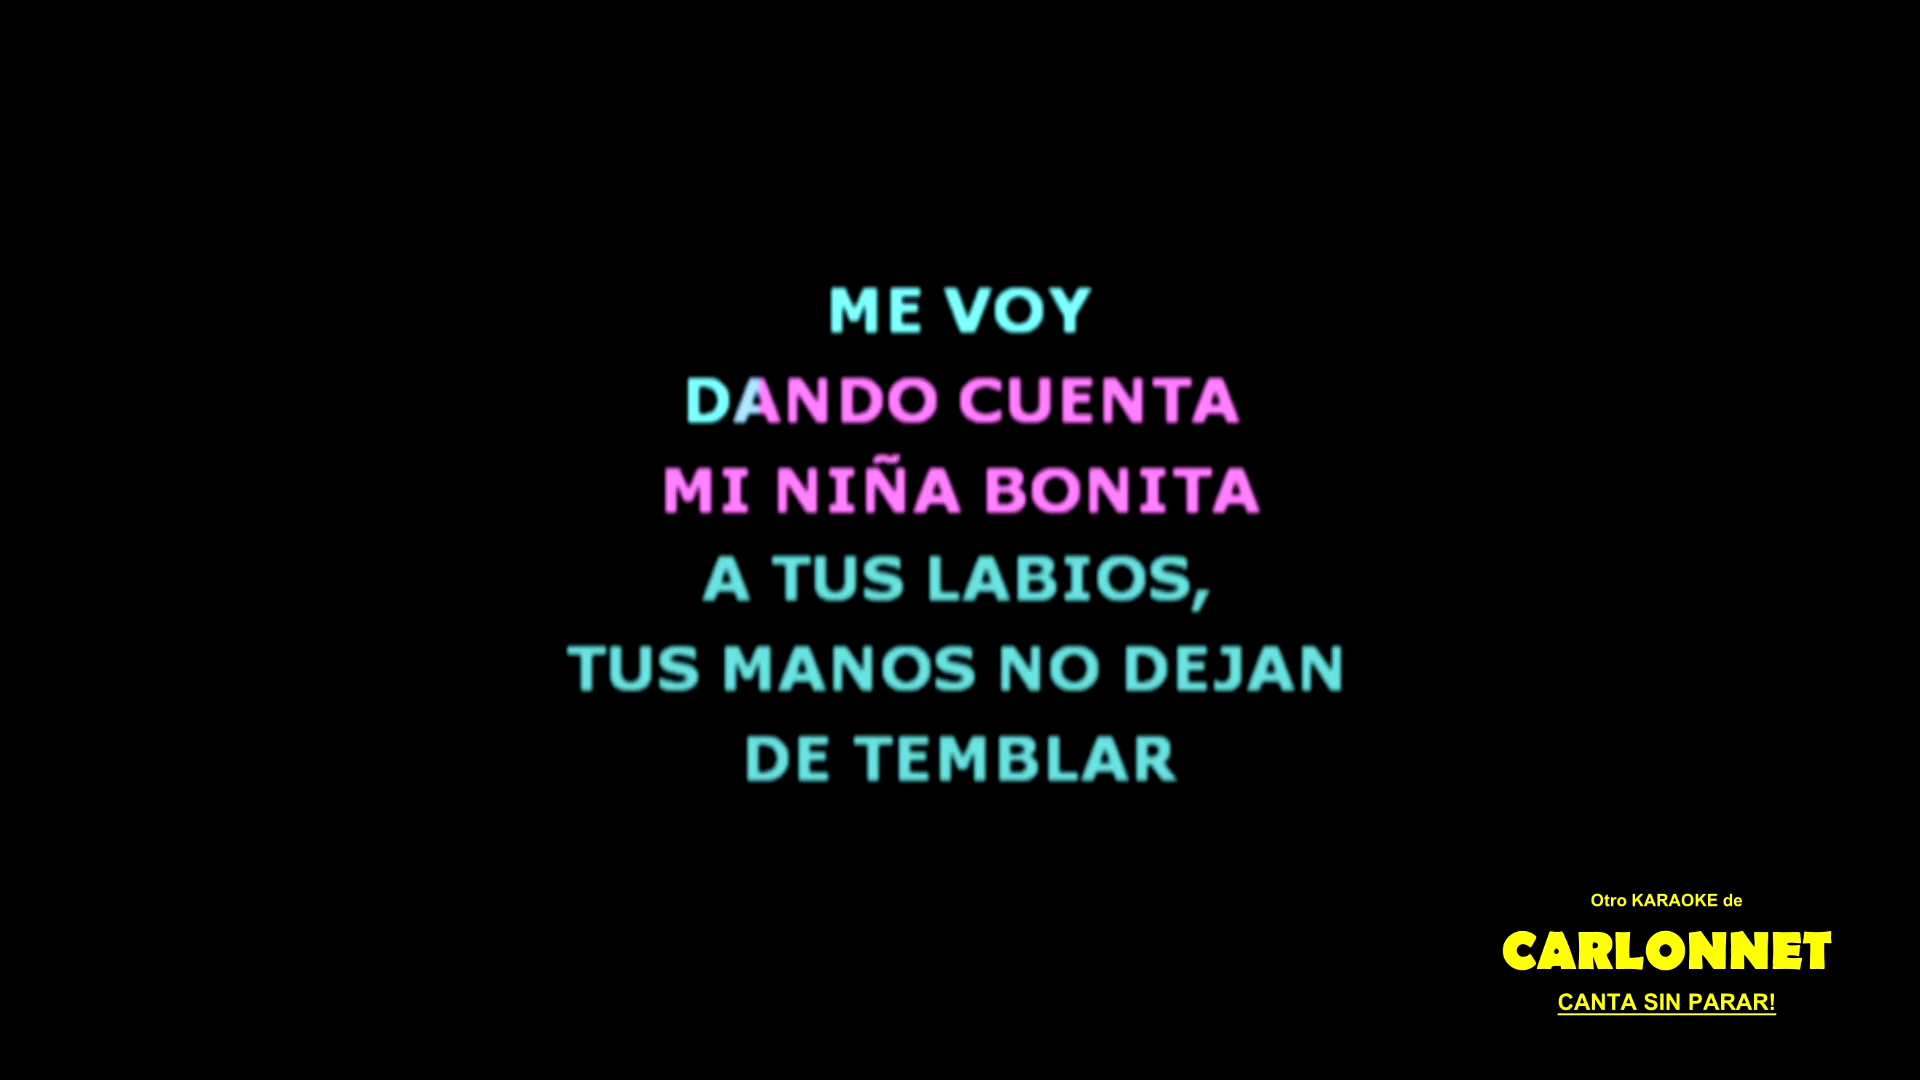 ME VOY
DANDO CUENTA
MI NIÑA BONITA
A TUS LABIOS,
TUS MANOS NO DEJAN
DE TEMBLAR
Otro KARAOKE de
CARLONNET
CANTA SIN PARAR!